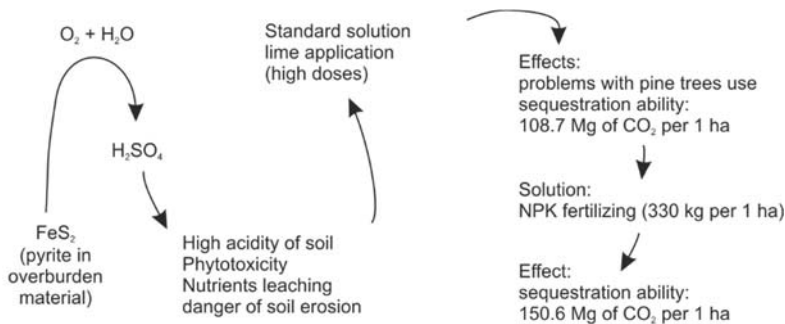 O₂ + H₂O
H₂SO₄
FeS₂
(pyrite in
overburden
material)
High acidity of soil
Phytotoxicity
Nutrients leaching
danger of soil erosion
Standard solution
lime application
(high doses)
Effects:
problems with pine trees use
sequestration ability:
108.7 Mg of CO₂ per 1 ha
Solution:
NPK fertilizing (330 kg per 1 ha)
Effect:
sequestration ability:
150.6 Mg of CO₂ per 1 ha